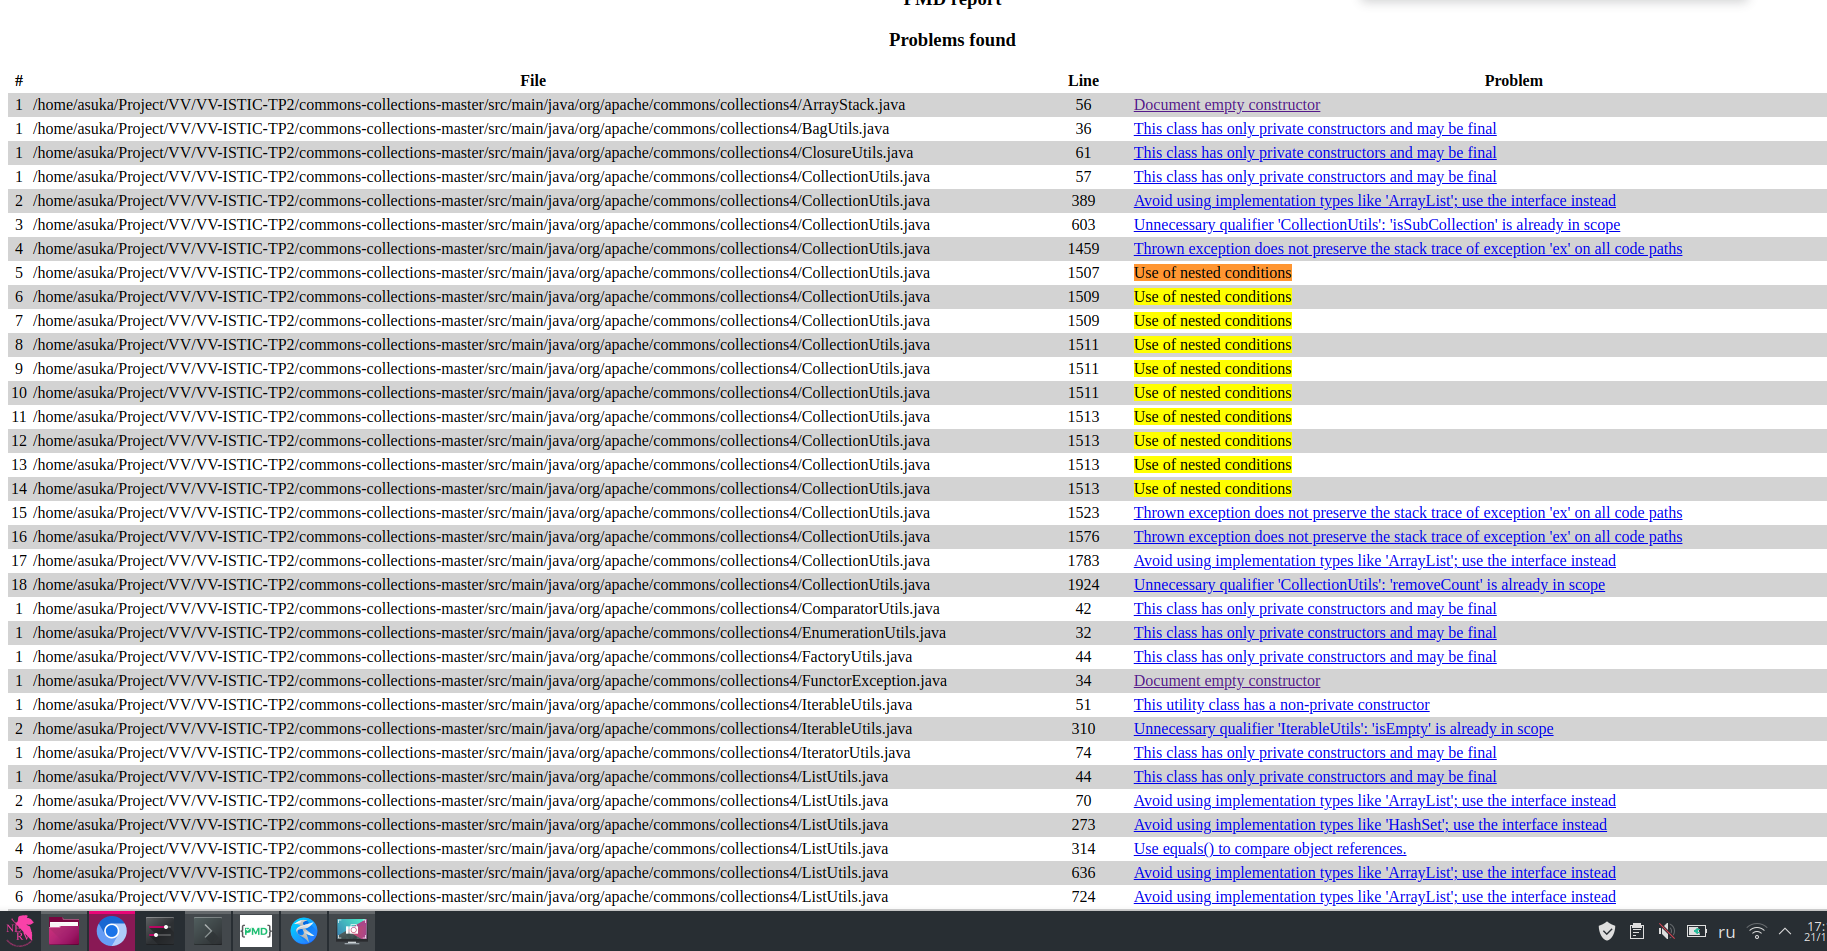 PMD report
Problems found
# File Line Problem
1 /home/asuka/Project/VV/VV-ISTIC-TP2/commons-collections-master/src/main/java/org/apache/commons/collections4/ArrayStack.java 56 Document empty constructor
1 /home/asuka/Project/VV/VV-ISTIC-TP2/commons-collections-master/src/main/java/org/apache/commons/collections4/BagUtils.java 36 This class has only private constructors and may be final
1 /home/asuka/Project/VV/VV-ISTIC-TP2/commons-collections-master/src/main/java/org/apache/commons/collections4/ClosureUtils.java 61 This class has only private constructors and may be final
1 /home/asuka/Project/VV/VV-ISTIC-TP2/commons-collections-master/src/main/java/org/apache/commons/collections4/CollectionUtils.java 57 This class has only private constructors and may be final
2 /home/asuka/Project/VV/VV-ISTIC-TP2/commons-collections-master/src/main/java/org/apache/commons/collections4/CollectionUtils.java 389 Avoid using implementation types like 'ArrayList'; use the interface instead
3 /home/asuka/Project/VV/VV-ISTIC-TP2/commons-collections-master/src/main/java/org/apache/commons/collections4/CollectionUtils.java 603 Unnecessary qualifier 'CollectionUtils': 'isSubCollection' is already in scope
4 /home/asuka/Project/VV/VV-ISTIC-TP2/commons-collections-master/src/main/java/org/apache/commons/collections4/CollectionUtils.java 1459 Thrown exception does not preserve the stack trace of exception 'ex' on all code paths
5 /home/asuka/Project/VV/VV-ISTIC-TP2/commons-collections-master/src/main/java/org/apache/commons/collections4/CollectionUtils.java 1507 Use of nested conditions
6 /home/asuka/Project/VV/VV-ISTIC-TP2/commons-collections-master/src/main/java/org/apache/commons/collections4/CollectionUtils.java 1509 Use of nested conditions
7 /home/asuka/Project/VV/VV-ISTIC-TP2/commons-collections-master/src/main/java/org/apache/commons/collections4/CollectionUtils.java 1509 Use of nested conditions
8 /home/asuka/Project/VV/VV-ISTIC-TP2/commons-collections-master/src/main/java/org/apache/commons/collections4/CollectionUtils.java 1511 Use of nested conditions
9 /home/asuka/Project/VV/VV-ISTIC-TP2/commons-collections-master/src/main/java/org/apache/commons/collections4/CollectionUtils.java 1511 Use of nested conditions
10 /home/asuka/Project/VV/VV-ISTIC-TP2/commons-collections-master/src/main/java/org/apache/commons/collections4/CollectionUtils.java 1511 Use of nested conditions
11 /home/asuka/Project/VV/VV-ISTIC-TP2/commons-collections-master/src/main/java/org/apache/commons/collections4/CollectionUtils.java 1513 Use of nested conditions
12 /home/asuka/Project/VV/VV-ISTIC-TP2/commons-collections-master/src/main/java/org/apache/commons/collections4/CollectionUtils.java 1513 Use of nested conditions
13 /home/asuka/Project/VV/VV-ISTIC-TP2/commons-collections-master/src/main/java/org/apache/commons/collections4/CollectionUtils.java 1513 Use of nested conditions
14 /home/asuka/Project/VV/VV-ISTIC-TP2/commons-collections-master/src/main/java/org/apache/commons/collections4/CollectionUtils.java 1513 Use of nested conditions
15 /home/asuka/Project/VV/VV-ISTIC-TP2/commons-collections-master/src/main/java/org/apache/commons/collections4/CollectionUtils.java 1523 Thrown exception does not preserve the stack trace of exception 'ex' on all code paths
16 /home/asuka/Project/VV/VV-ISTIC-TP2/commons-collections-master/src/main/java/org/apache/commons/collections4/CollectionUtils.java 1576 Thrown exception does not preserve the stack trace of exception 'ex' on all code paths
17 /home/asuka/Project/VV/VV-ISTIC-TP2/commons-collections-master/src/main/java/org/apache/commons/collections4/CollectionUtils.java 1783 Avoid using implementation types like 'ArrayList'; use the interface instead
18 /home/asuka/Project/VV/VV-ISTIC-TP2/commons-collections-master/src/main/java/org/apache/commons/collections4/CollectionUtils.java 1924 Unnecessary qualifier 'CollectionUtils': 'removeCount' is already in scope
1 /home/asuka/Project/VV/VV-ISTIC-TP2/commons-collections-master/src/main/java/org/apache/commons/collections4/ComparatorUtils.java 42 This class has only private constructors and may be final
1 /home/asuka/Project/VV/VV-ISTIC-TP2/commons-collections-master/src/main/java/org/apache/commons/collections4/EnumerationUtils.java 32 This class has only private constructors and may be final
1 /home/asuka/Project/VV/VV-ISTIC-TP2/commons-collections-master/src/main/java/org/apache/commons/collections4/FactoryUtils.java 44 This class has only private constructors and may be final
1 /home/asuka/Project/VV/VV-ISTIC-TP2/commons-collections-master/src/main/java/org/apache/commons/collections4/FunctorException.java 34 Document empty constructor
1 /home/asuka/Project/VV/VV-ISTIC-TP2/commons-collections-master/src/main/java/org/apache/commons/collections4/IterableUtils.java 51 This utility class has a non-private constructor
2 /home/asuka/Project/VV/VV-ISTIC-TP2/commons-collections-master/src/main/java/org/apache/commons/collections4/IterableUtils.java 310 Unnecessary qualifier 'IterableUtils': 'isEmpty' is already in scope
1 /home/asuka/Project/VV/VV-ISTIC-TP2/commons-collections-master/src/main/java/org/apache/commons/collections4/IteratorUtils.java 74 This class has only private constructors and may be final
1 /home/asuka/Project/VV/VV-ISTIC-TP2/commons-collections-master/src/main/java/org/apache/commons/collections4/ListUtils.java 44 This class has only private constructors and may be final
2 /home/asuka/Project/VV/VV-ISTIC-TP2/commons-collections-master/src/main/java/org/apache/commons/collections4/ListUtils.java 70 Avoid using implementation types like 'ArrayList'; use the interface instead
3 /home/asuka/Project/VV/VV-ISTIC-TP2/commons-collections-master/src/main/java/org/apache/commons/collections4/ListUtils.java 273 Avoid using implementation types like 'HashSet'; use the interface instead
4 /home/asuka/Project/VV/VV-ISTIC-TP2/commons-collections-master/src/main/java/org/apache/commons/collections4/ListUtils.java 314 Use equals() to compare object references.
5 /home/asuka/Project/VV/VV-ISTIC-TP2/commons-collections-master/src/main/java/org/apache/commons/collections4/ListUtils.java 636 Avoid using implementation types like 'ArrayList'; use the interface instead
6 /home/asuka/Project/VV/VV-ISTIC-TP2/commons-collections-master/src/main/java/org/apache/commons/collections4/ListUtils.java 724 Avoid using implementation types like 'ArrayList'; use the interface instead
{PMD} ru 17:
21/1